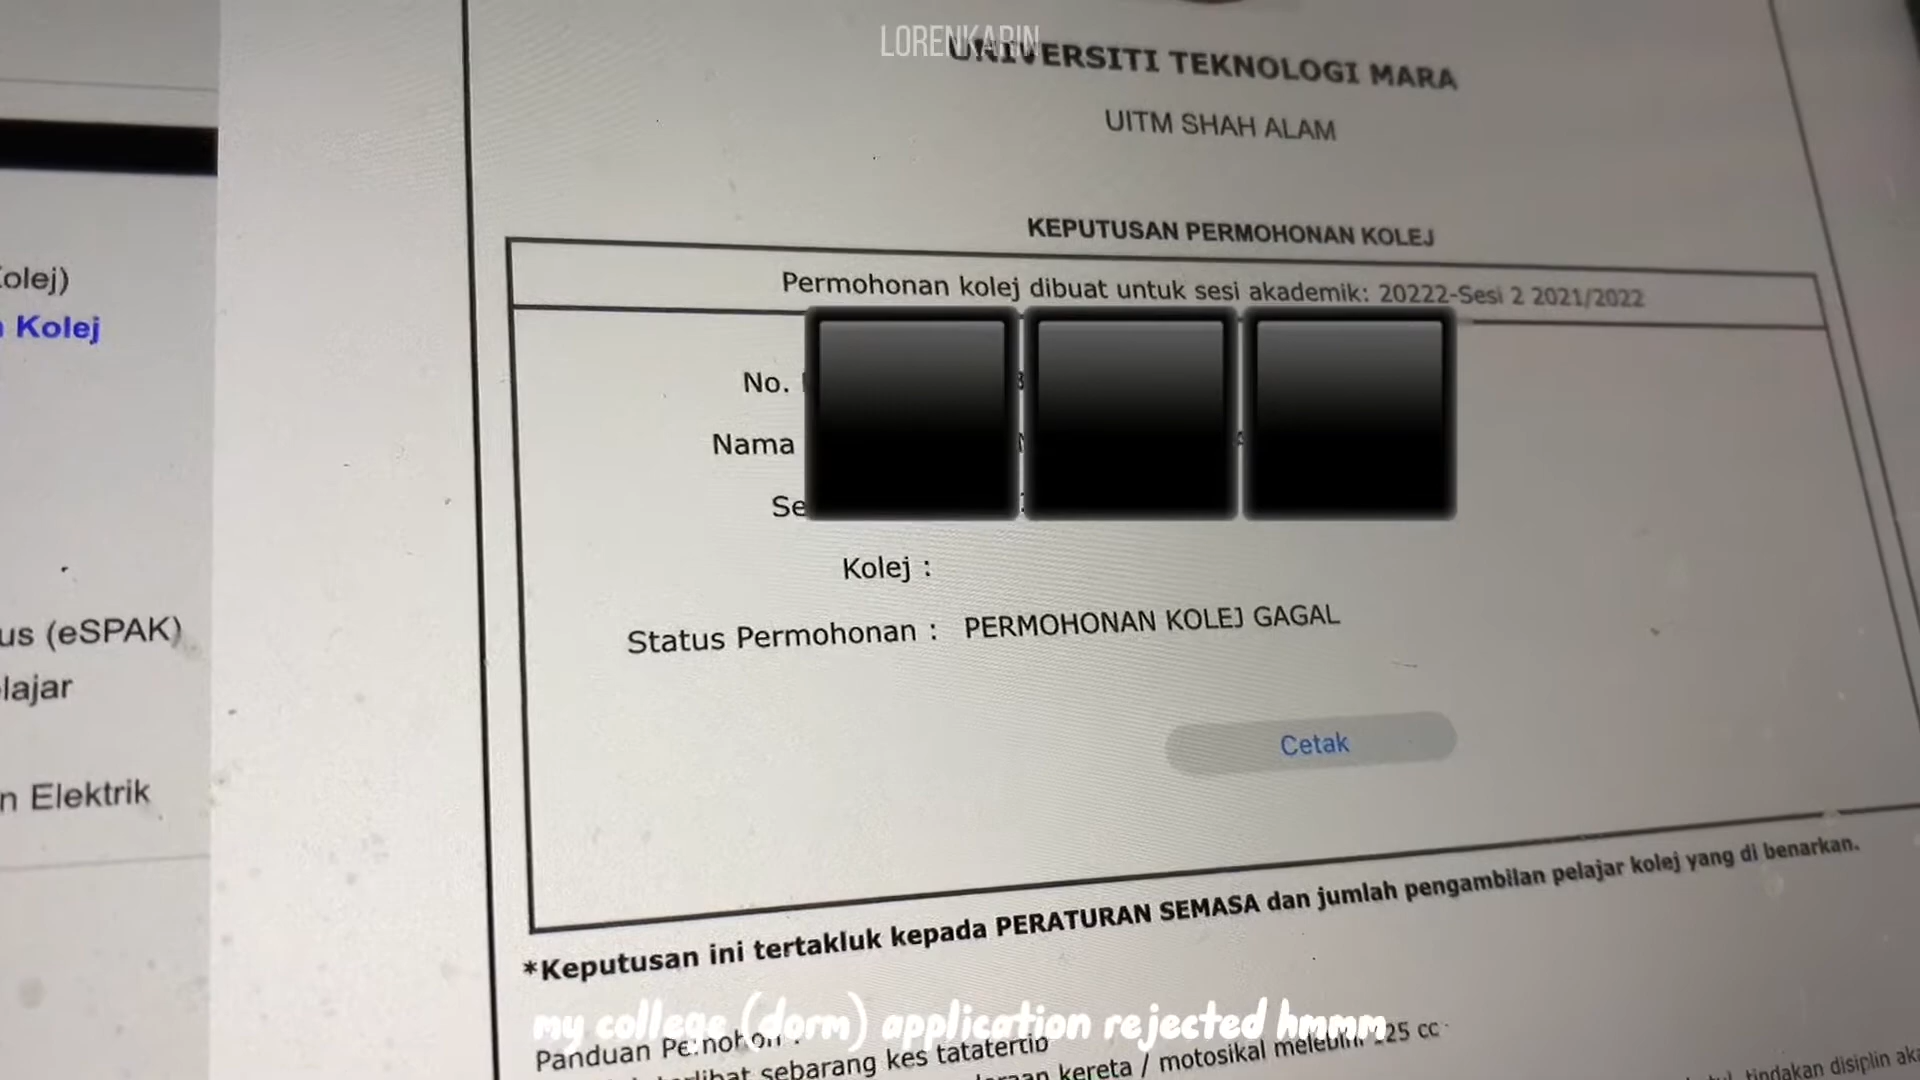 LORENKARIN
UNIVERSITI TEKNOLOGI MARA
UITM SHAH ALAM
KEPUTUSAN PERMOHONAN KOLEJ
Permohonan kolej dibuat untuk sesi akademik: 20222-Sesi 2 2021/2022
olej)
Kolej
No.
Nama
Se
Kolej :
Status Permohonan : PERMOHONAN KOLEJ GAGAL
us (eSPAK)
lajar
Cetak
n Elektrik
*Keputusan ini tertakluk kepada PERATURAN SEMASA dan jumlah pengambilan pelajar kolej yang di benarkan.
my college (dorm) application rejected hmmm
Panduan Pemohon :
sebarang kes tatatertib
kereta / motosikal melebihi 125 cc
tindakan disiplin